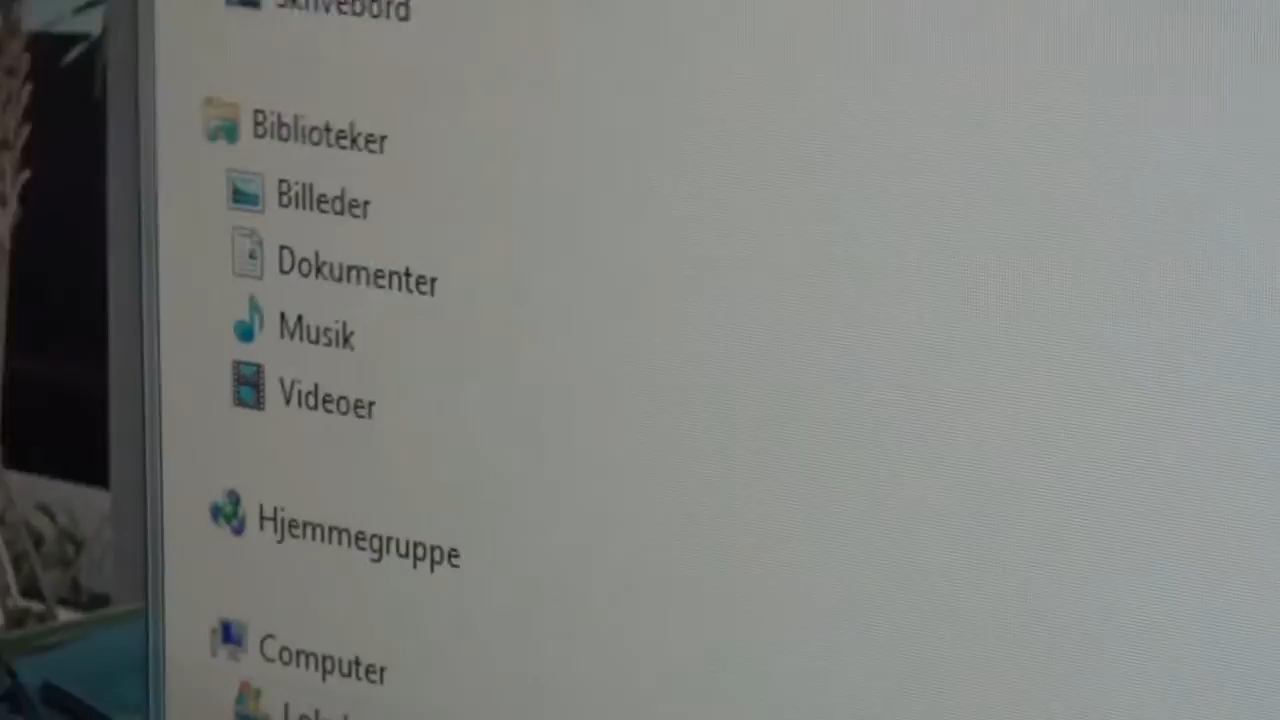 Skrivebord
Biblioteker
Billeder
Dokumenter
Musik
Videoer
Hjemmegruppe
Computer